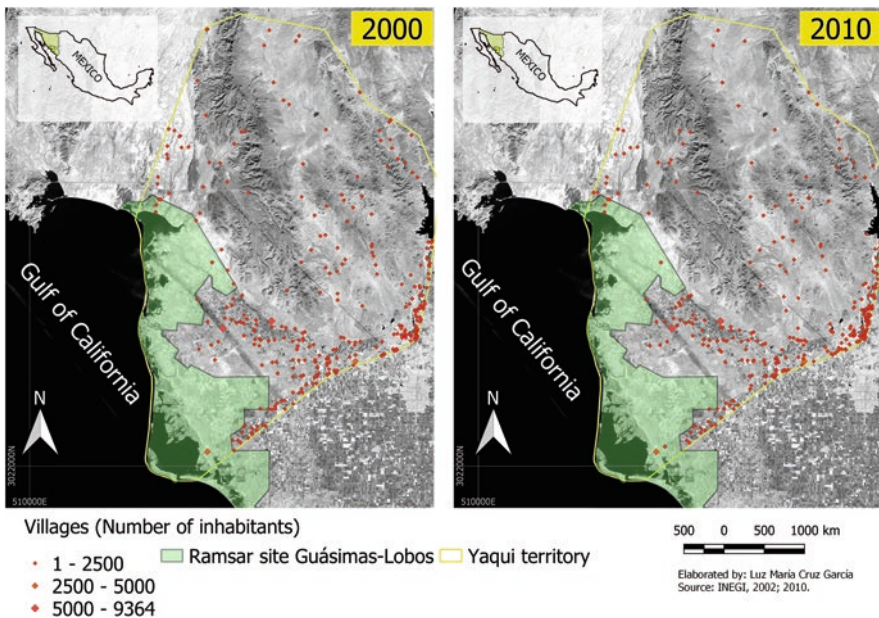 2000
MEXICO
Gulf of California
N
3022000N
510000E
2010
MEXICO
Gulf of California
N
3022000N
510000E
Villages (Number of inhabitants)
1 - 2500
2500 - 5000
5000 - 9364
Ramsar site Guásimas-Lobos
Yaqui territory
500 0 500 1000 km
Elaborated by: Luz Maria Cruz Garcia
Source: INEGI, 2002; 2010.